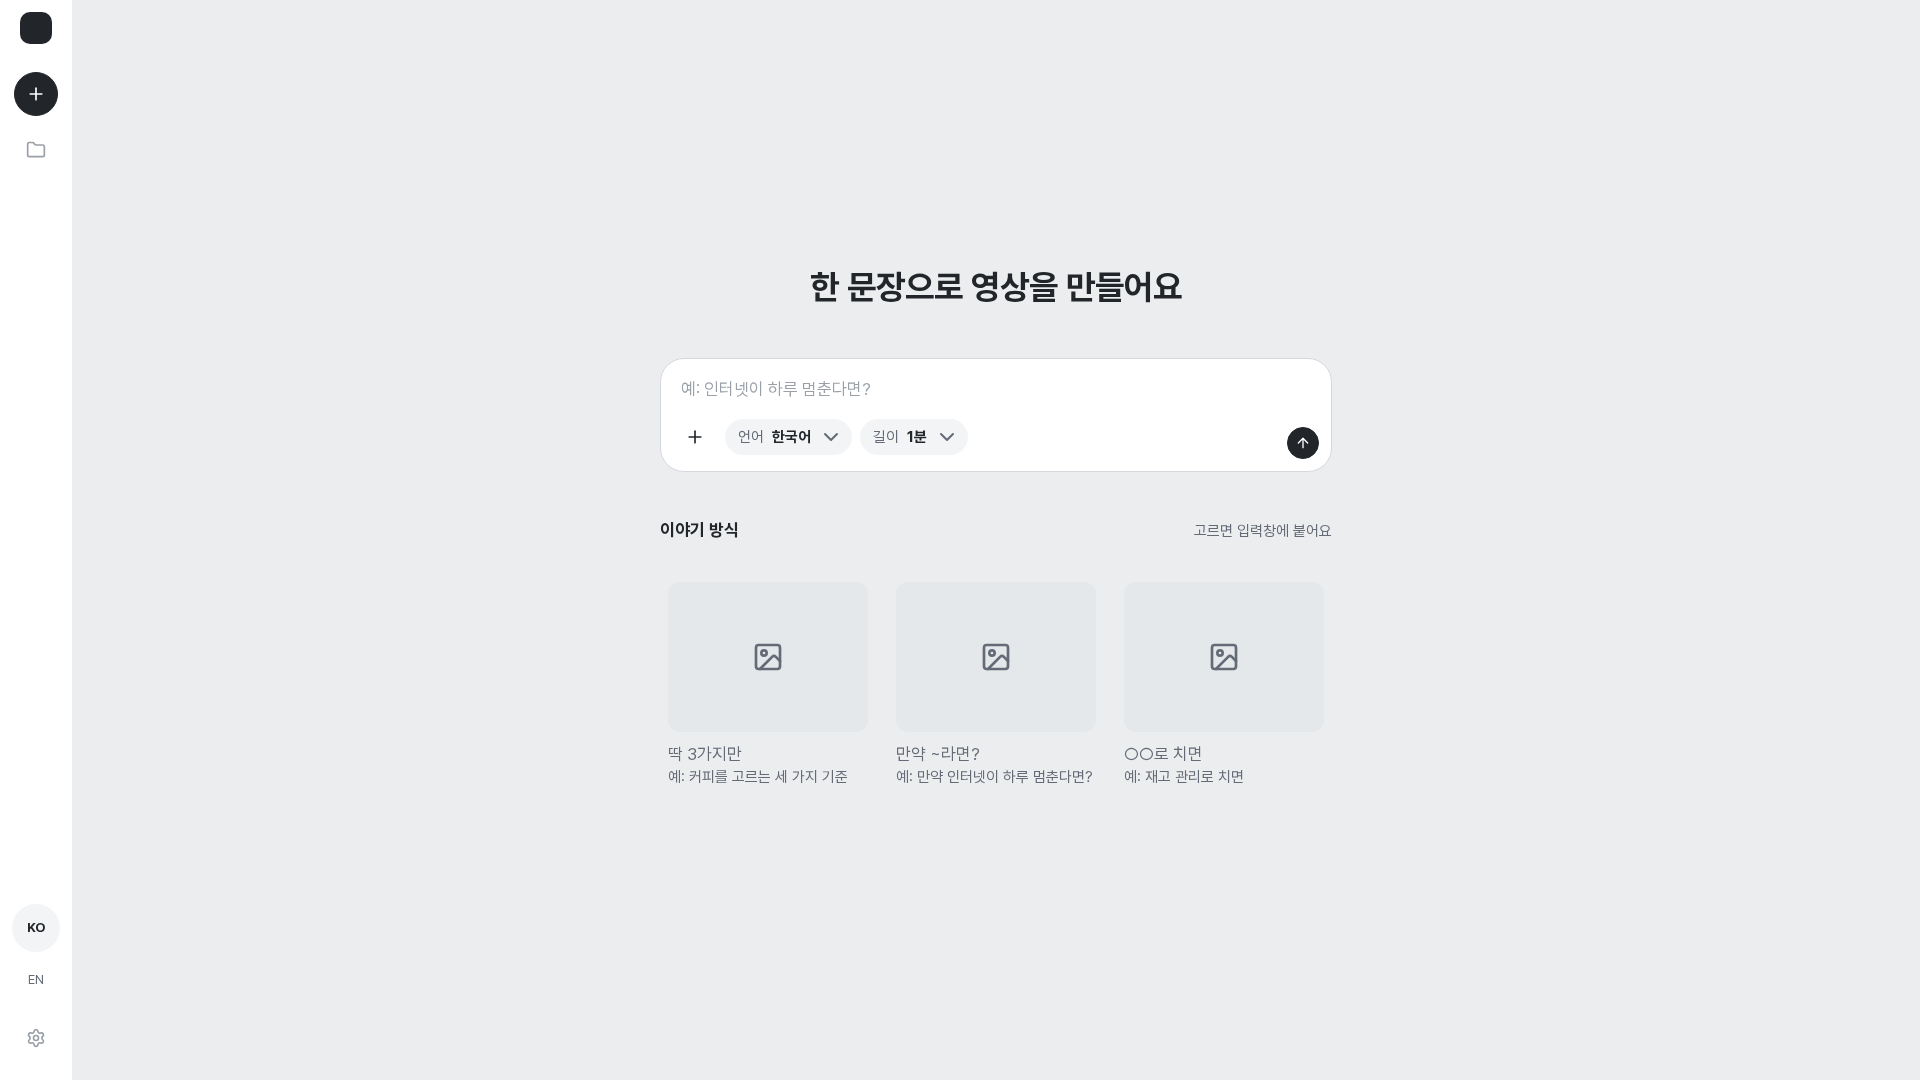 한 문장으로 영상을 만들어요
예: 인터넷이 하루 멈춘다면?
언어 한국어
길이 1분
이야기 방식
고르면 입력창에 붙어요
딱 3가지만
예: 커피를 고르는 세 가지 기준
만약 ~라면?
예: 만약 인터넷이 하루 멈춘다면?
○○로 치면
예: 재고 관리로 치면
KO
EN